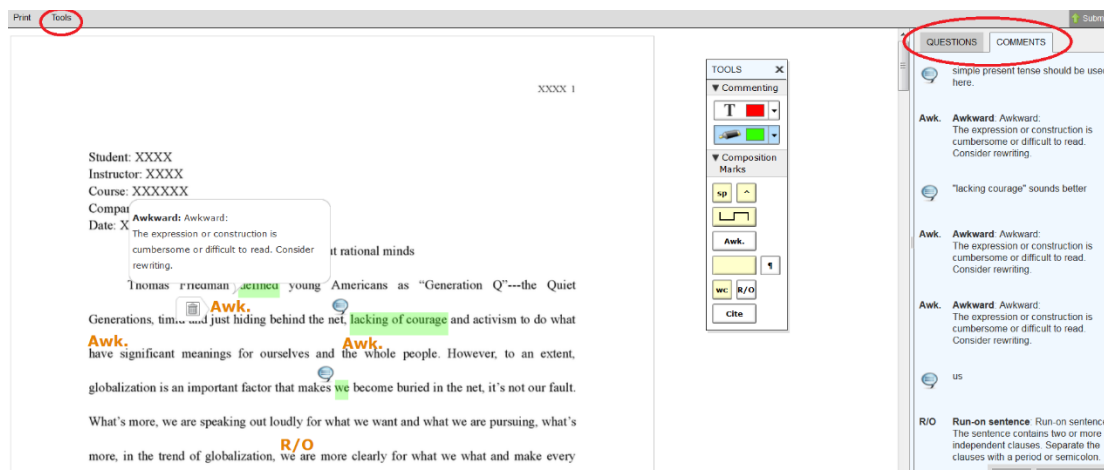 Print Tools
Subm
XXXX 1
Student: XXXX
Instructor: XXXX
Course: XXXXXX
Compar
Date: X
Awkward: Awkward:
The expression or construction is
cumbersome or difficult to read. Consider
rewriting.
t rational minds
Thomas Friedman defined young Americans as “Generation Q”---the Quiet
Awk.
Generations, timid and just hiding behind the net, lacking of courage and activism to do what
Awk.
Awk.
have significant meanings for ourselves and the whole people. However, to an extent,
globalization is an important factor that makes we become buried in the net, it’s not our fault.
What’s more, we are speaking out loudly for what we want and what we are pursuing, what’s
R/O
more, in the trend of globalization, we are more clearly for what we what and make every
TOOLS X
Commenting
T
Composition
Marks
sp ^
Awk.
¶
wc R/O
Cite
QUESTIONS COMMENTS
simple present tense should be used
here.
Awk. Awkward: Awkward:
The expression or construction is
cumbersome or difficult to read.
Consider rewriting.
"lacking courage" sounds better
Awk. Awkward: Awkward:
The expression or construction is
cumbersome or difficult to read.
Consider rewriting.
Awk. Awkward: Awkward:
The expression or construction is
cumbersome or difficult to read.
Consider rewriting.
us
R/O Run-on sentence: Run-on sentence
The sentence contains two or more
independent clauses. Separate the
clauses with a period or semicolon.